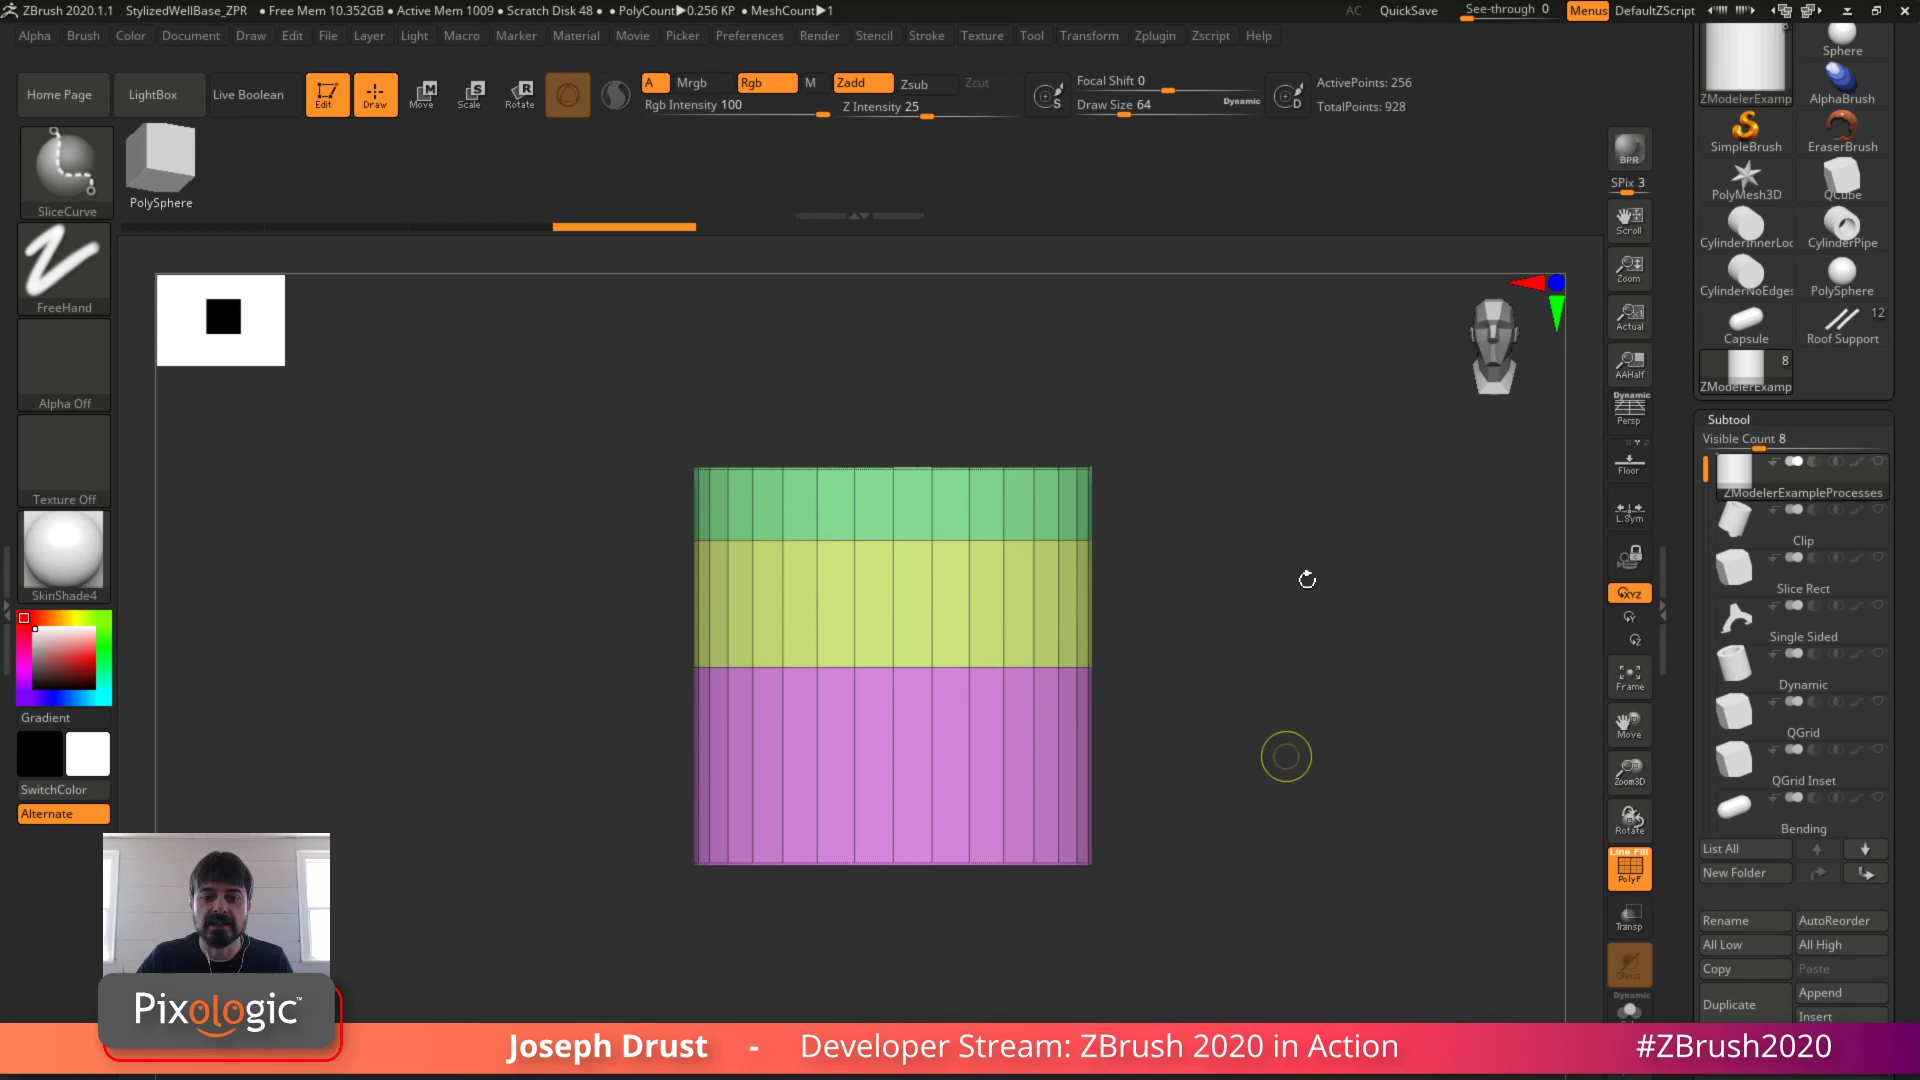 ZBrush 2020.1.1 StylizedWellBase_ZPR • Free Mem 10.352GB • Active Mem 1009 • Scratch Disk 48 • • PolyCount▶0.256 KP • MeshCount▶1
AC QuickSave See-through 0 Menus DefaultZScript
Alpha Brush Color Document Draw Edit File Layer Light Macro Marker Material Movie Picker Preferences Render Stencil Stroke Texture Tool Transform Zplugin Zscript Help
Home Page LightBox Live Boolean Edit Draw Move Scale Rotate
A Mrgb Rgb M Zadd Zsub Zcut
Rgb Intensity 100 Z Intensity 25
Focal Shift 0
Draw Size 64 Dynamic
ActivePoints: 256
TotalPoints: 928
SliceCurve
PolySphere
FreeHand
Alpha Off
Texture Off
SkinShade4
Gradient
SwitchColor
Alternate
BPR
SPix 3
Scroll
Zoom
Actual
AAHalf
Dynamic
Persp
Floor
L.Sym
XYZ
Y
Z
Frame
Move
Zoom3D
Rotate
Line Fill
PolyF
Transp
Ghost
Dynamic
Sphere
ZModelerExamp AlphaBrush
SimpleBrush EraserBrush
PolyMesh3D QCube
CylinderInnerLoc CylinderPipe
CylinderNoEdges PolySphere
12
Capsule Roof Support
8
ZModelerExamp
Subtool
Visible Count 8
ZModelerExampleProcesses
Clip
Slice Rect
Single Sided
Dynamic
QGrid
QGrid Inset
Bending
List All
New Folder
Rename AutoReorder
All Low All High
Copy Paste
Duplicate Append
Insert
Pixologic™
Joseph Drust - Developer Stream: ZBrush 2020 in Action #ZBrush2020